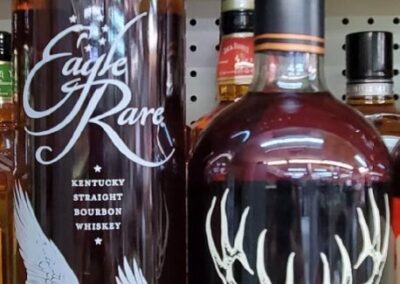 Eagle
Rare
KENTUCKY
STRAIGHT
BOURBON
WHISKEY